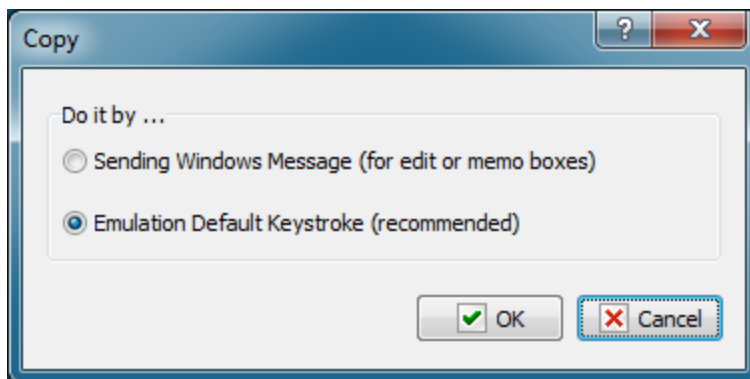 Copy
?
Do it by ...
Sending Windows Message (for edit or memo boxes)
Emulation Default Keystroke (recommended)
OK
Cancel